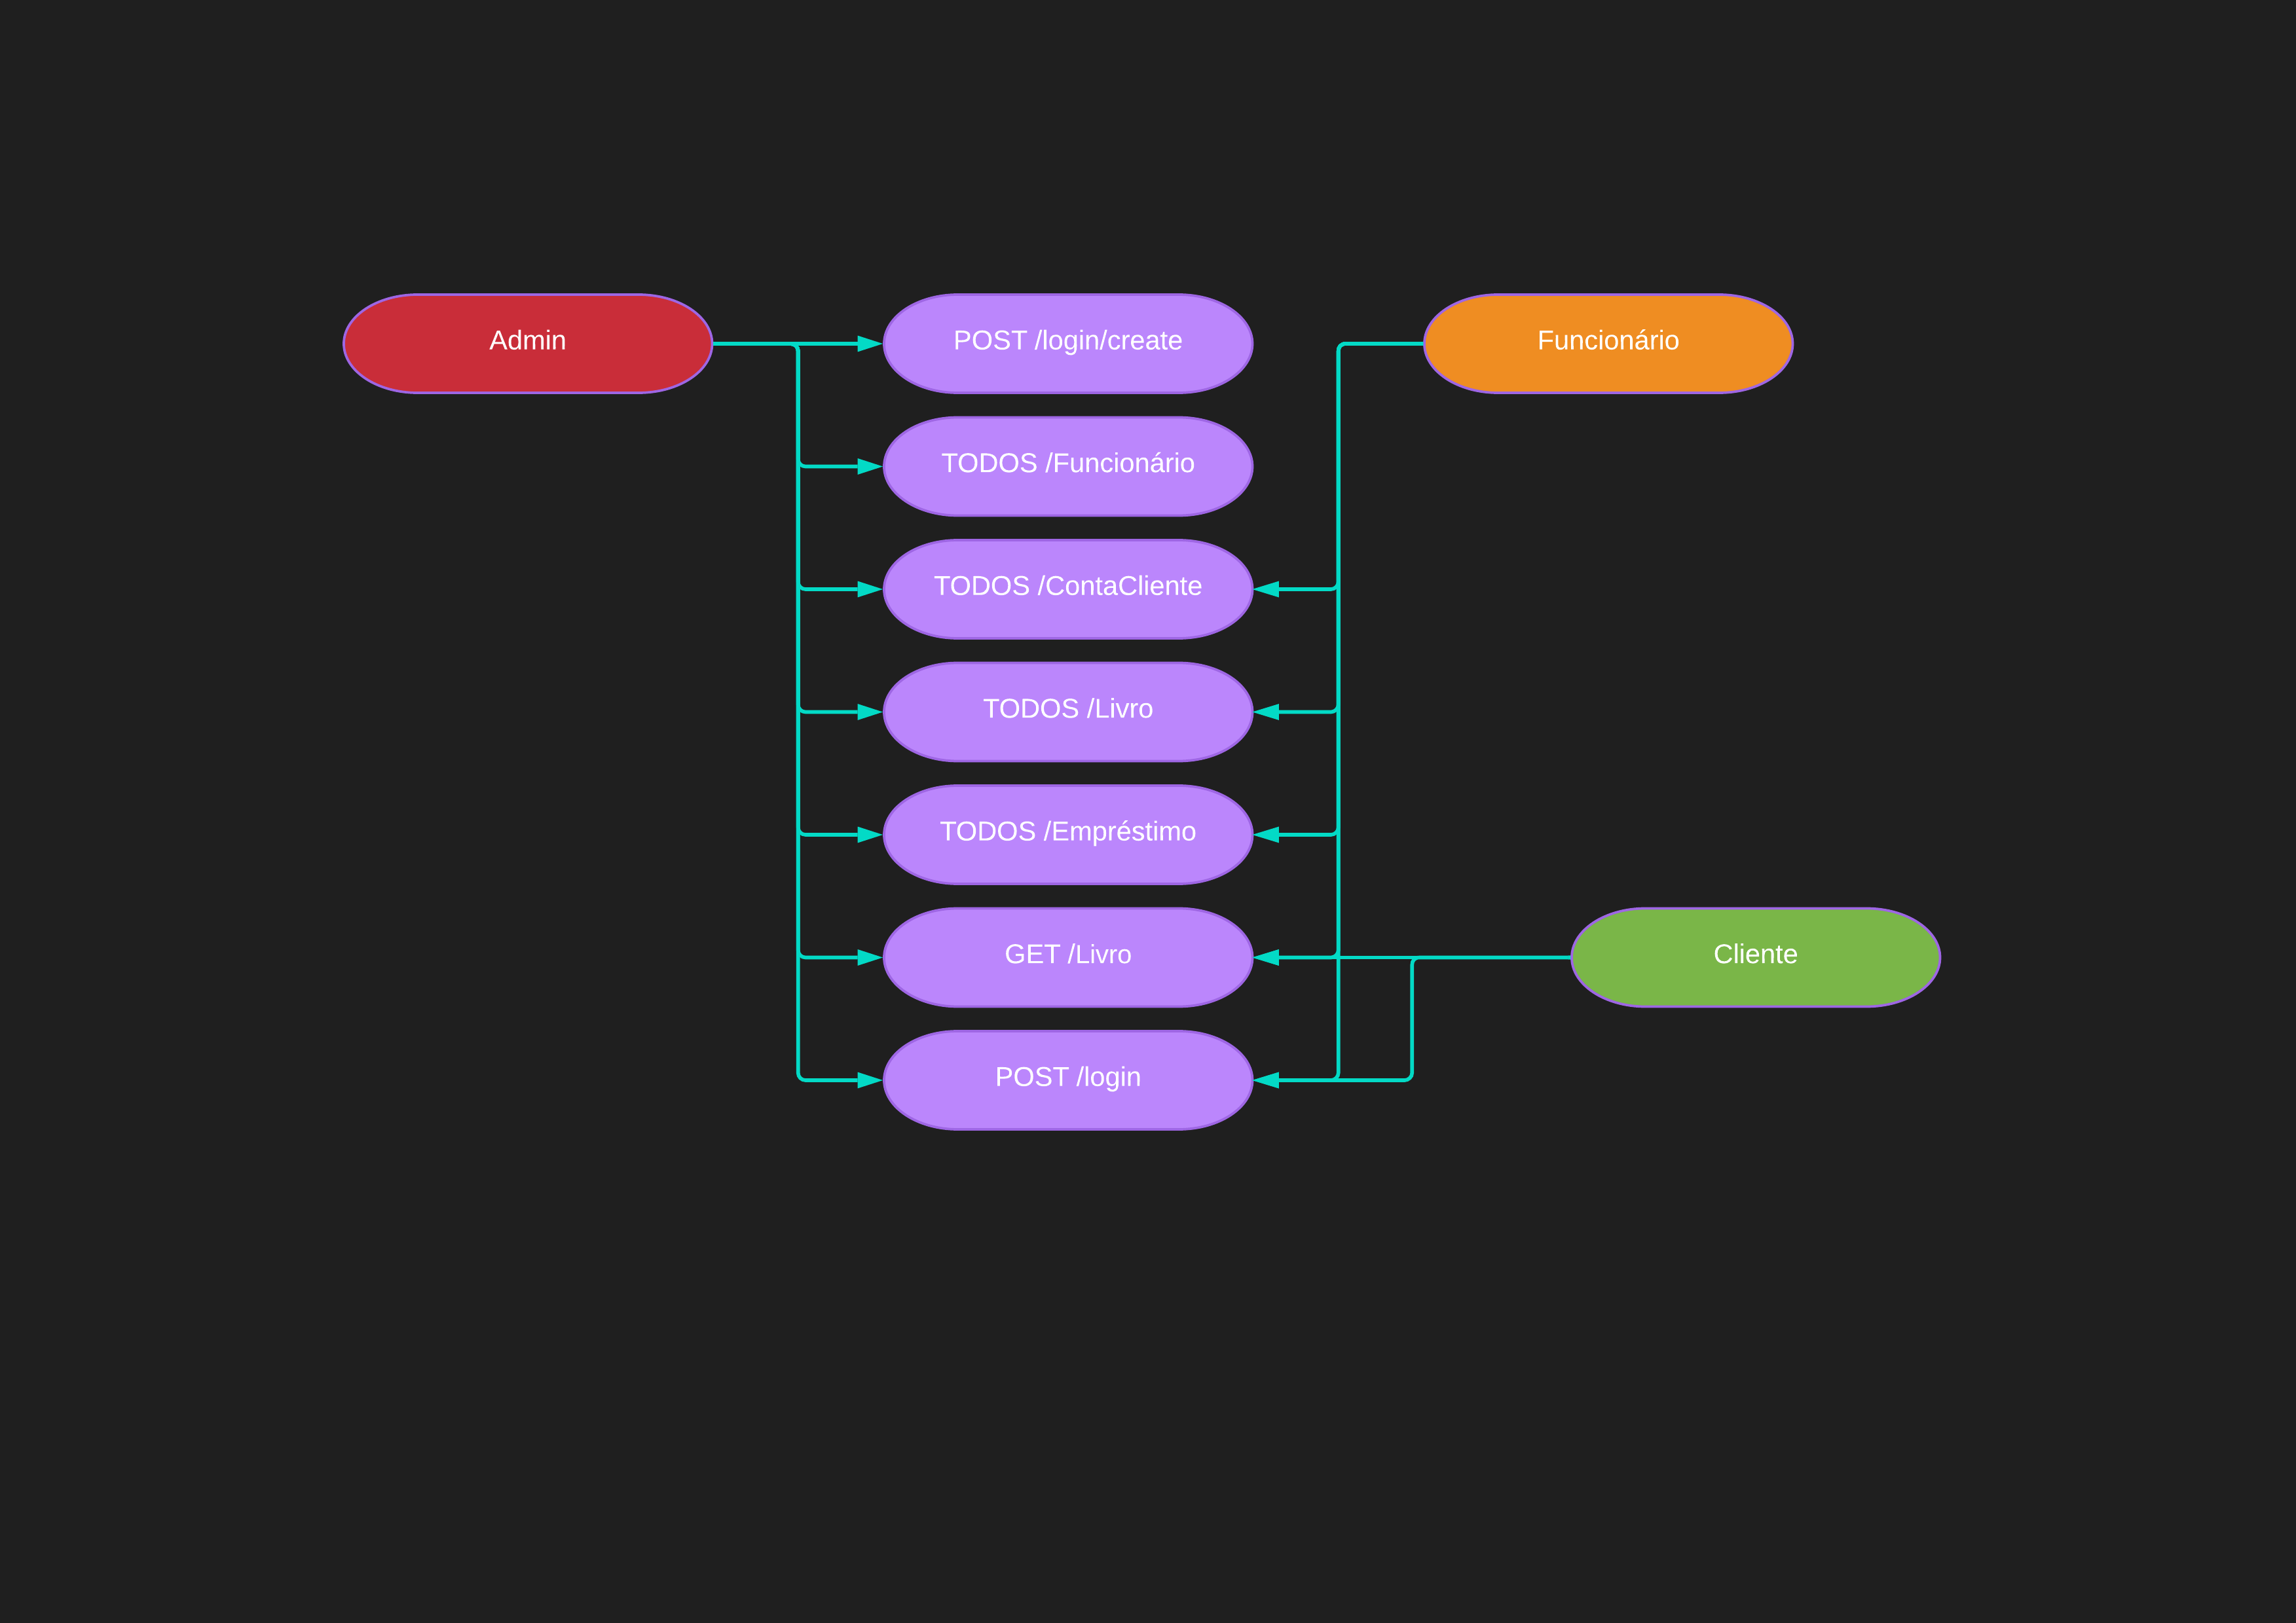 Admin
POST /login/create
Funcionário
TODOS /Funcionário
TODOS /ContaCliente
TODOS /Livro
TODOS /Empréstimo
GET /Livro
Cliente
POST /login